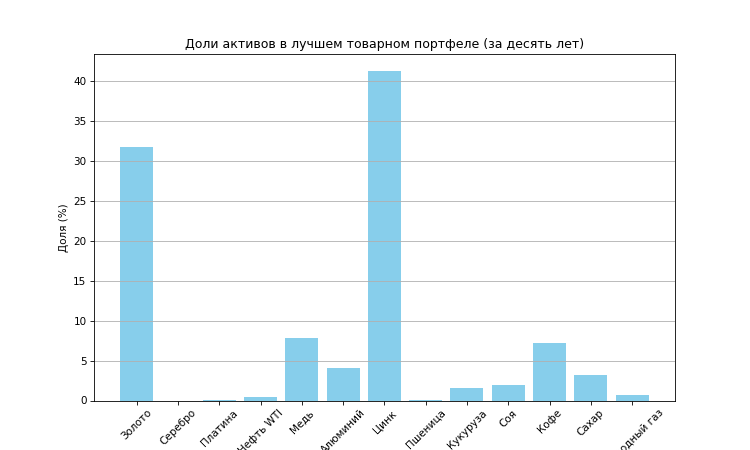 Доли активов в лучшем товарном портфеле (за десять лет)
Доля (%)
40
35
30
25
20
15
10
5
0
Золото
Серебро
Платина
Нефть WTI
Медь
Алюминий
Цинк
Пшеница
Кукуруза
Соя
Кофе
Сахар
газ